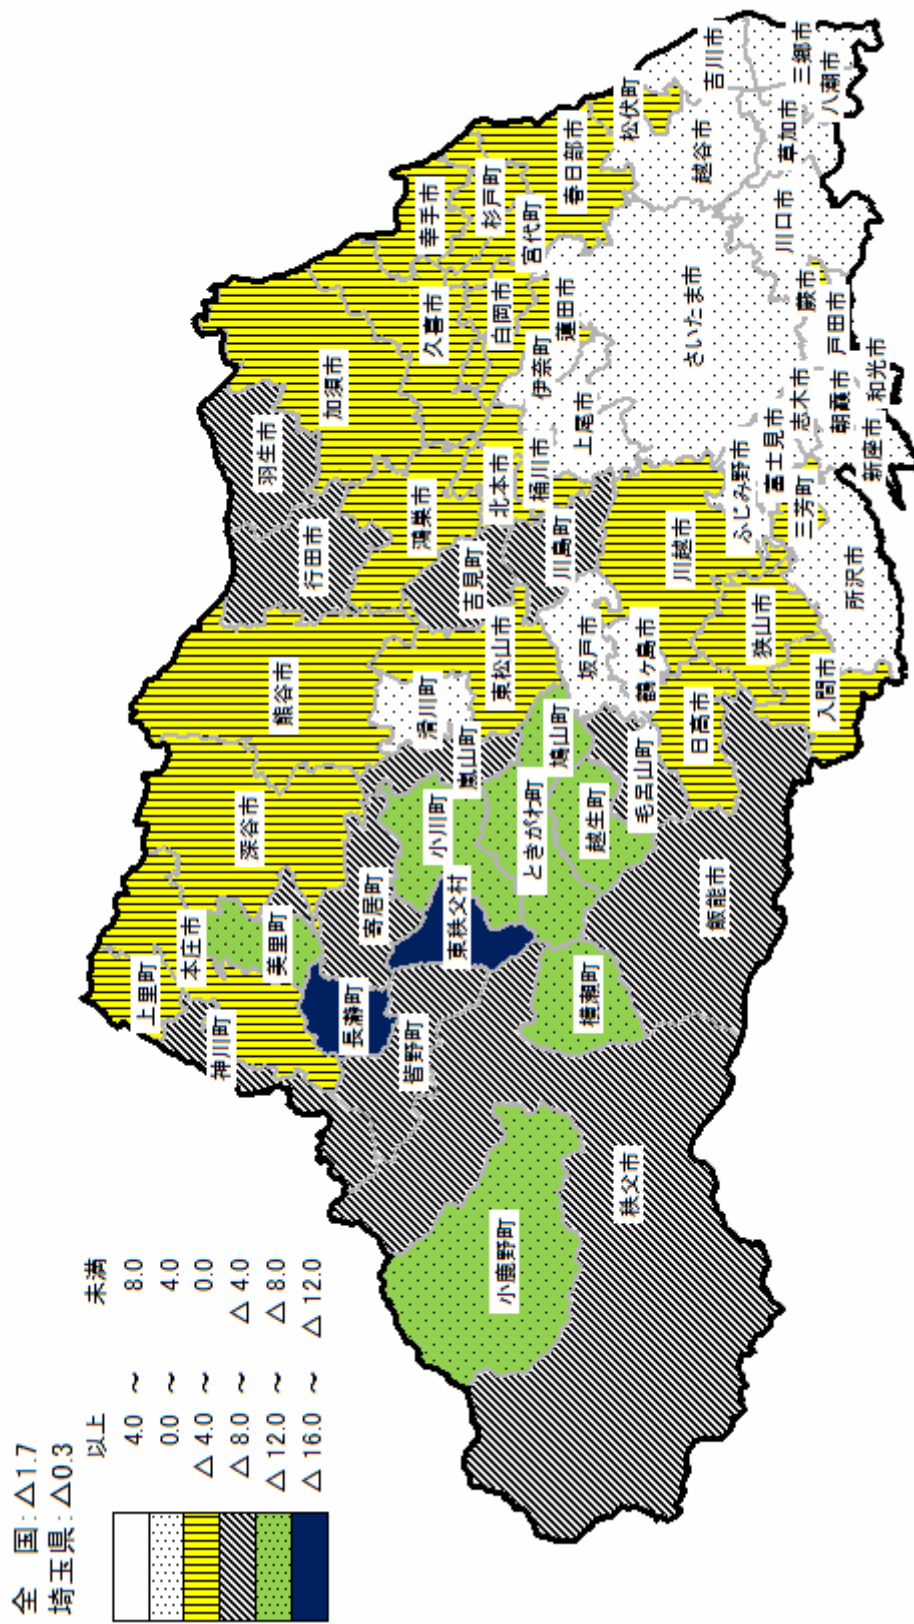 全　国：△1.7
埼玉県：△0.3
以上 未満
4.0 ～ 8.0
0.0 ～ 4.0
△ 4.0 ～ 0.0
△ 8.0 ～ △ 4.0
△ 12.0 ～ △ 8.0
△ 16.0 ～ △ 12.0
上里町
本庄市
神川町
美里町
深谷市
熊谷市
長瀞町
寄居町
皆野町
東秩父村
小川町
嵐山町
滑川町
ときがわ町
鳩山町
越生町
毛呂山町
横瀬町
小鹿野町
秩父市
飯能市
日高市
入間市
狭山市
所沢市
川越市
鶴ヶ島市
坂戸市
東松山市
吉見町
川島町
行田市
羽生市
加須市
鴻巣市
北本市
桶川市
上尾市
伊奈町
久喜市
白岡市
蓮田市
幸手市
杉戸町
宮代町
春日部市
松伏町
さいたま市
越谷市
吉川市
三郷市
八潮市
草加市
川口市
蕨市
戸田市
ふじみ野市
富士見市
三芳町
志木市
朝霞市
新座市
和光市